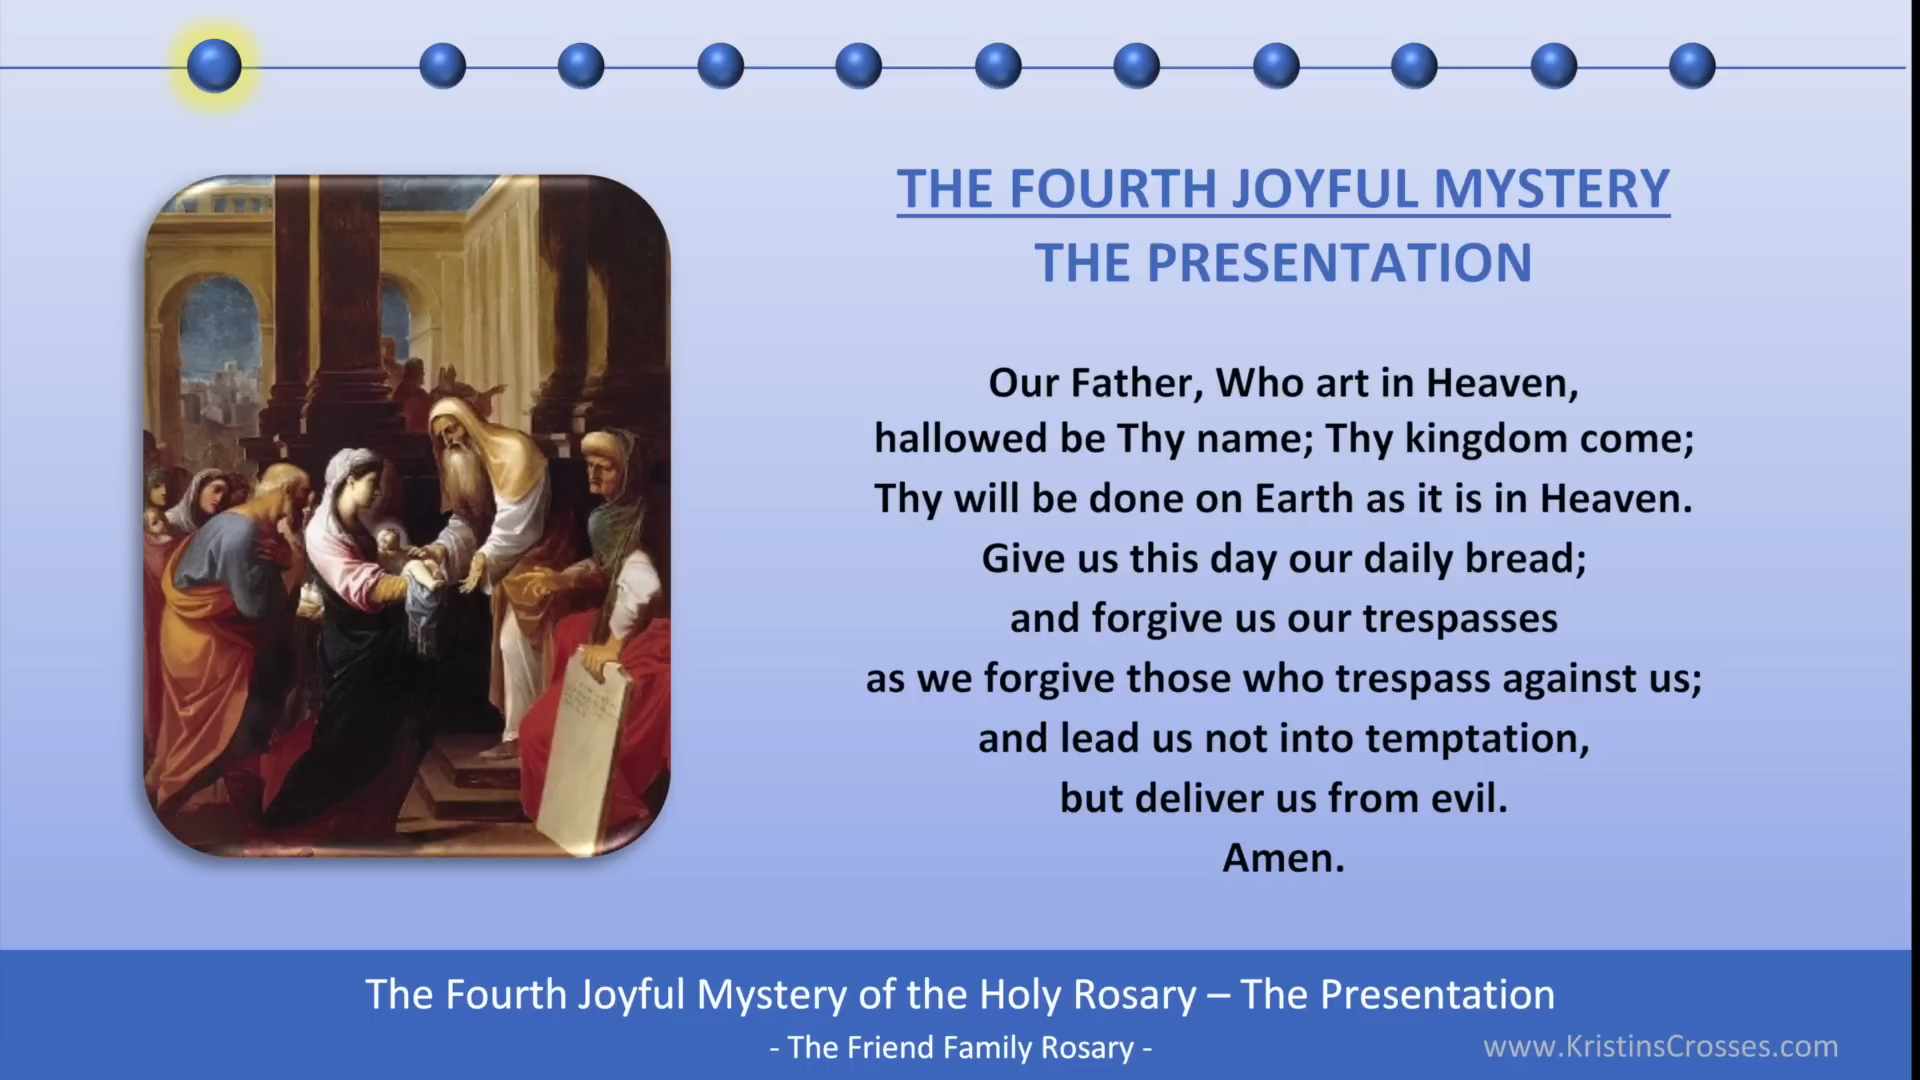 THE FOURTH JOYFUL MYSTERY
THE PRESENTATION
Our Father, Who art in Heaven,
hallowed be Thy name; Thy kingdom come;
Thy will be done on Earth as it is in Heaven.
Give us this day our daily bread;
and forgive us our trespasses
as we forgive those who trespass against us;
and lead us not into temptation,
but deliver us from evil.
Amen.
The Fourth Joyful Mystery of the Holy Rosary – The Presentation
- The Friend Family Rosary -
www.KristinsCrosses.com